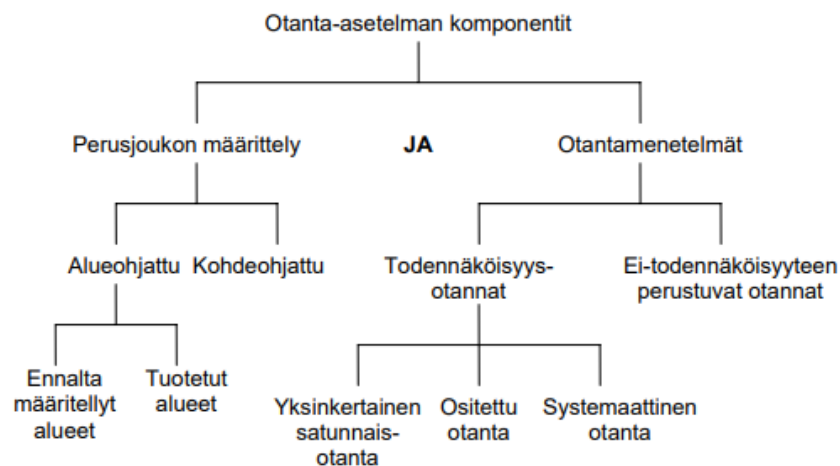 Otanta-asetelman komponentit
Perusjoukon määrittely
JA
Otantamenetelmät
Alueohjattu
Kohdeohjattu
Todennäköisyys-
otannat
Ei-todennäköisyyteen
perustuvat otannat
Ennalta
määritellyt
alueet
Tuotetut
alueet
Yksinkertainen
satunnais-
otanta
Ositettu
otanta
Systemaattinen
otanta